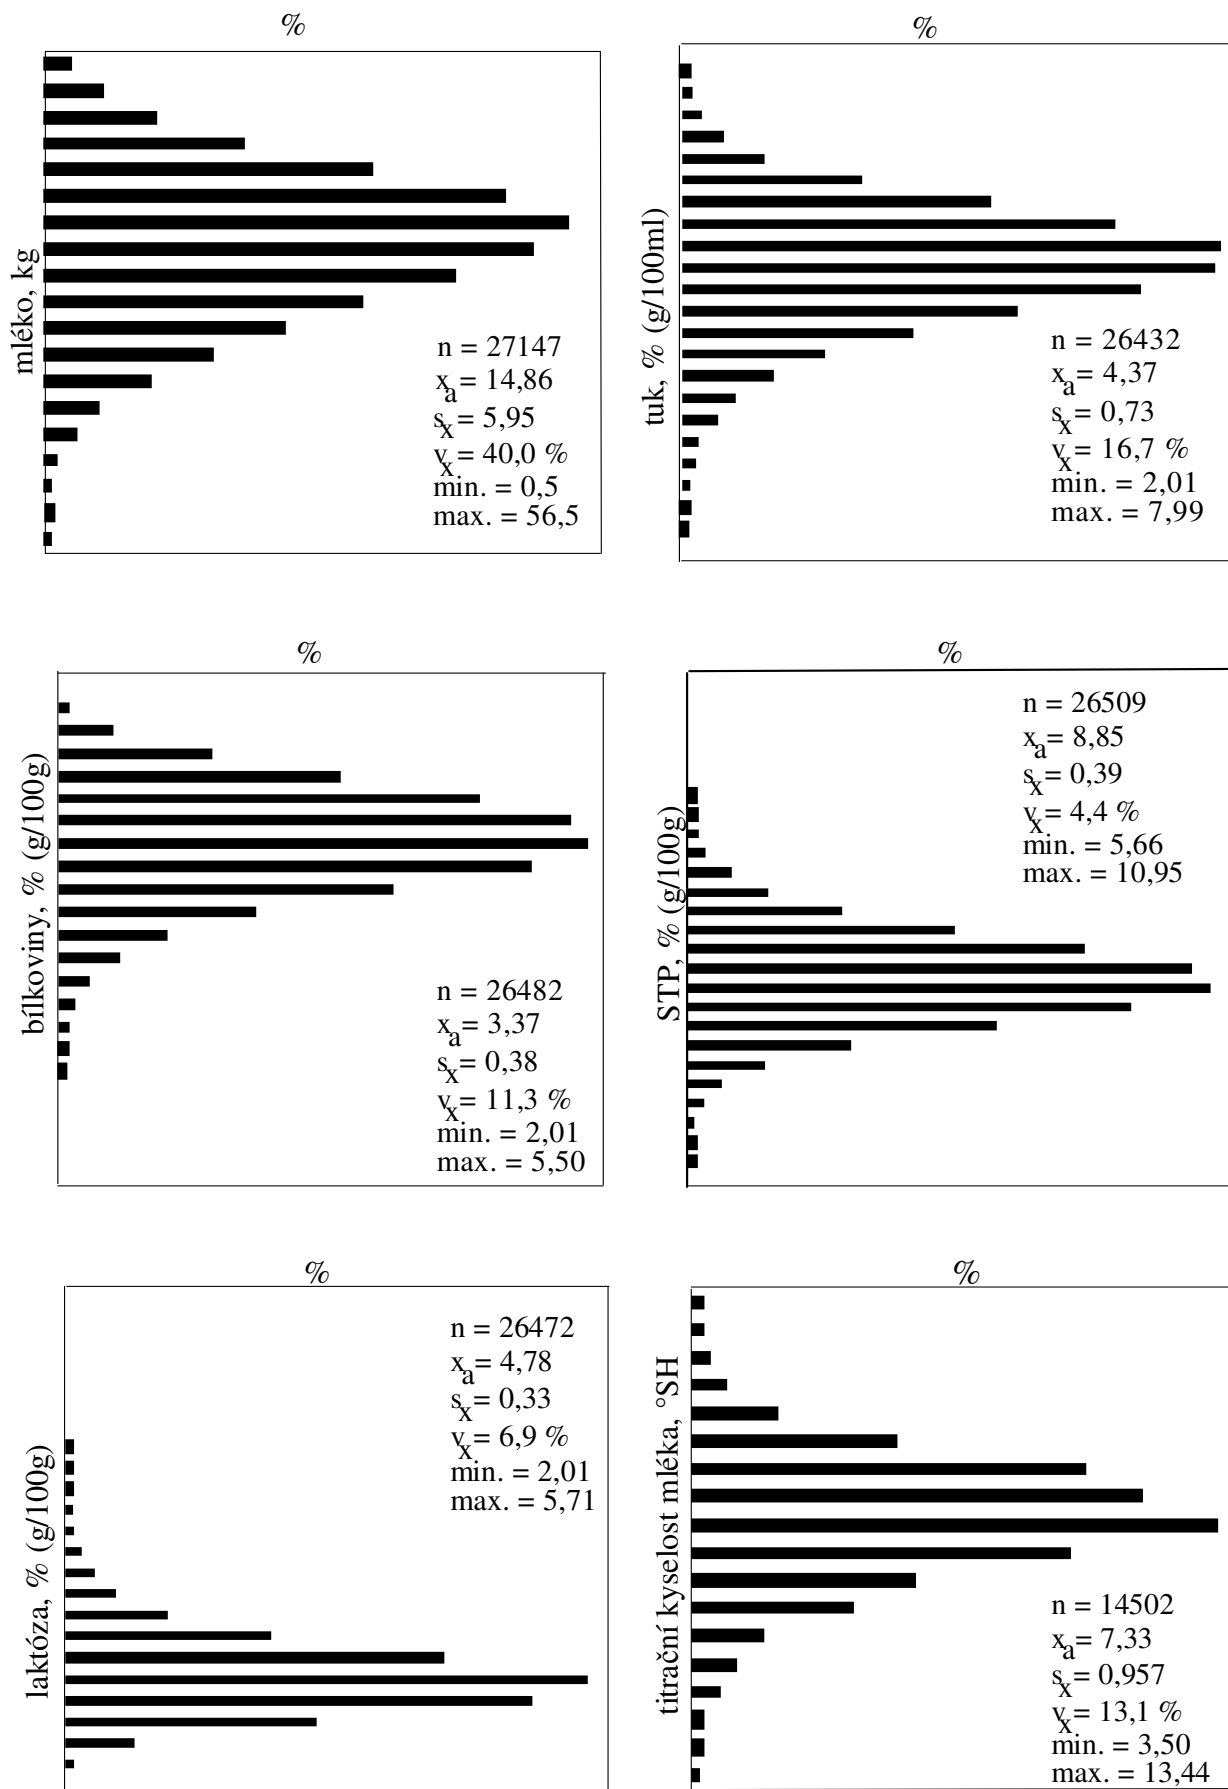 %
mléko, kg
n = 27147
xa= 14,86
sx = 5,95
vx= 40,0 %
min. = 0,5
max. = 56,5
%
tuk, % (g/100ml)
n = 26432
xa= 4,37
sx = 0,73
vx= 16,7 %
min. = 2,01
max. = 7,99
%
bílkoviny, % (g/100g)
n = 26482
xa= 3,37
sx = 0,38
vx= 11,3 %
min. = 2,01
max. = 5,50
%
STP, % (g/100g)
n = 26509
xa= 8,85
sx = 0,39
vx= 4,4 %
min. = 5,66
max. = 10,95
%
laktóza, % (g/100g)
n = 26472
xa= 4,78
sx = 0,33
vx= 6,9 %
min. = 2,01
max. = 5,71
%
titrační kyselost mléka, °SH
n = 14502
xa= 7,33
sx = 0,957
vx= 13,1 %
min. = 3,50
max. = 13,44